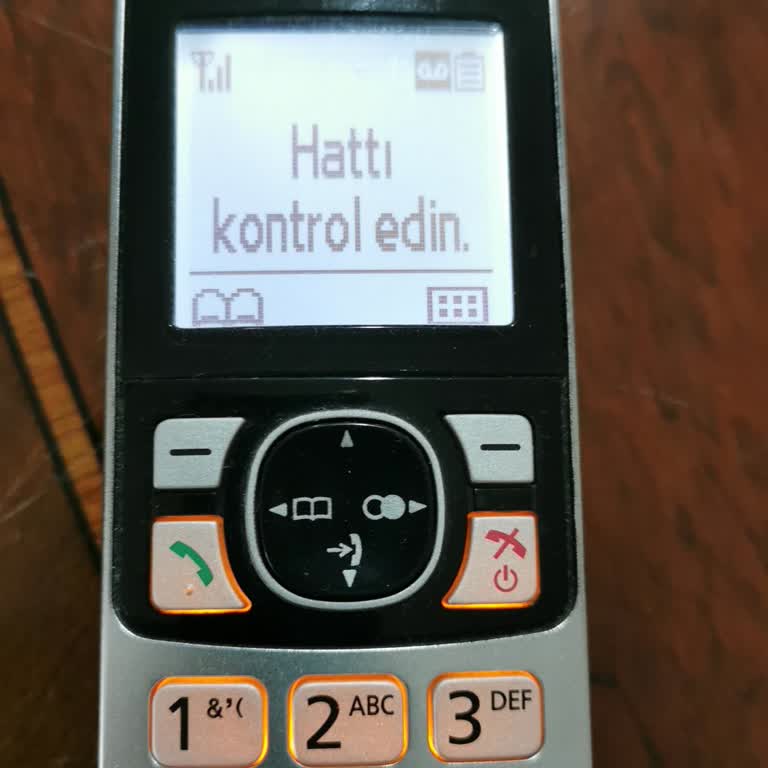 Hattı
kontrol edin.
1 &'(
2 ABC
3 DEF